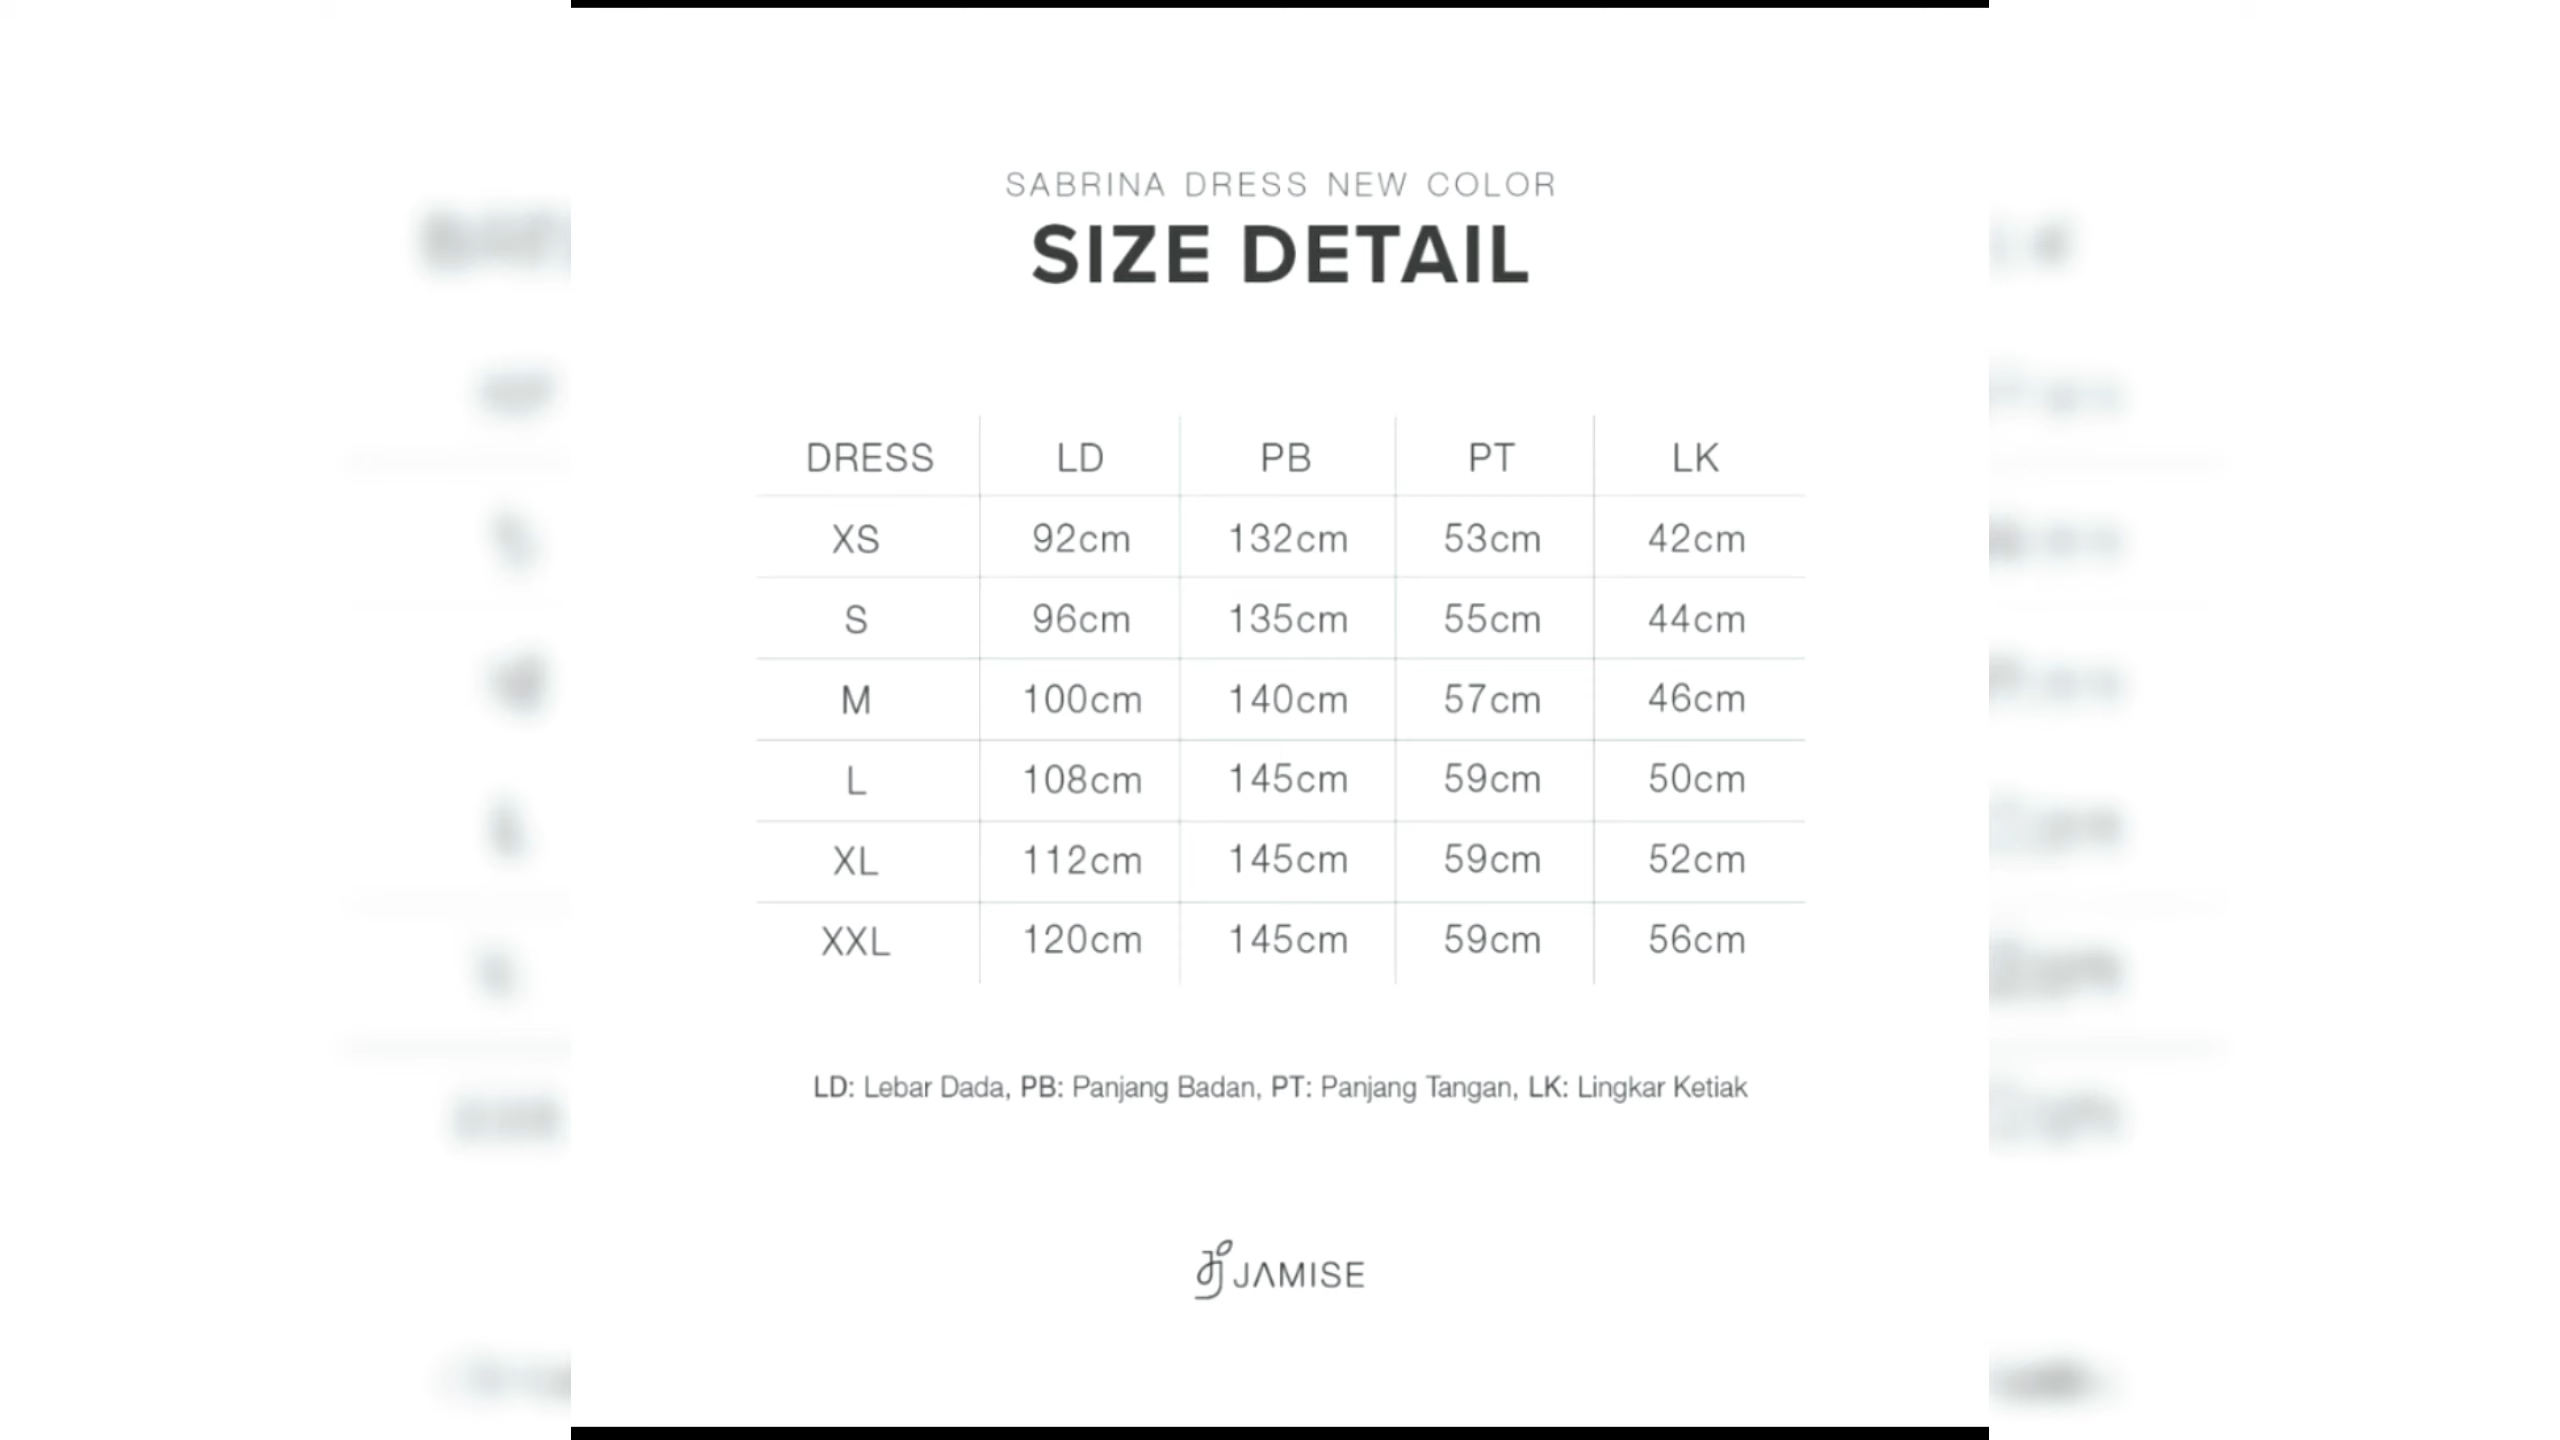 SABRINA DRESS NEW COLOR
SIZE DETAIL
DRESS LD PB PT LK
XS 92cm 132cm 53cm 42cm
S 96cm 135cm 55cm 44cm
M 100cm 140cm 57cm 46cm
L 108cm 145cm 59cm 50cm
XL 112cm 145cm 59cm 52cm
XXL 120cm 145cm 59cm 56cm
LD: Lebar Dada, PB: Panjang Badan, PT: Panjang Tangan, LK: Lingkar Ketiak
JAMISE